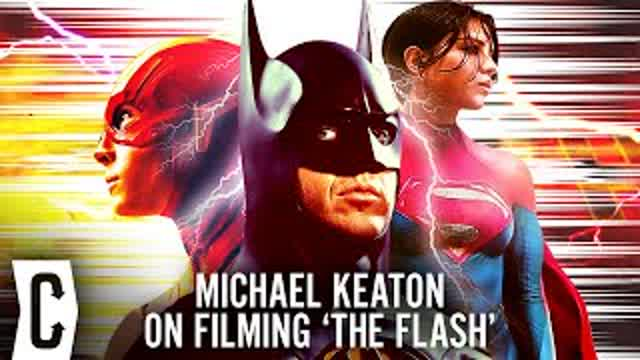 MICHAEL KEATON
ON FILMING 'THE FLASH'
C